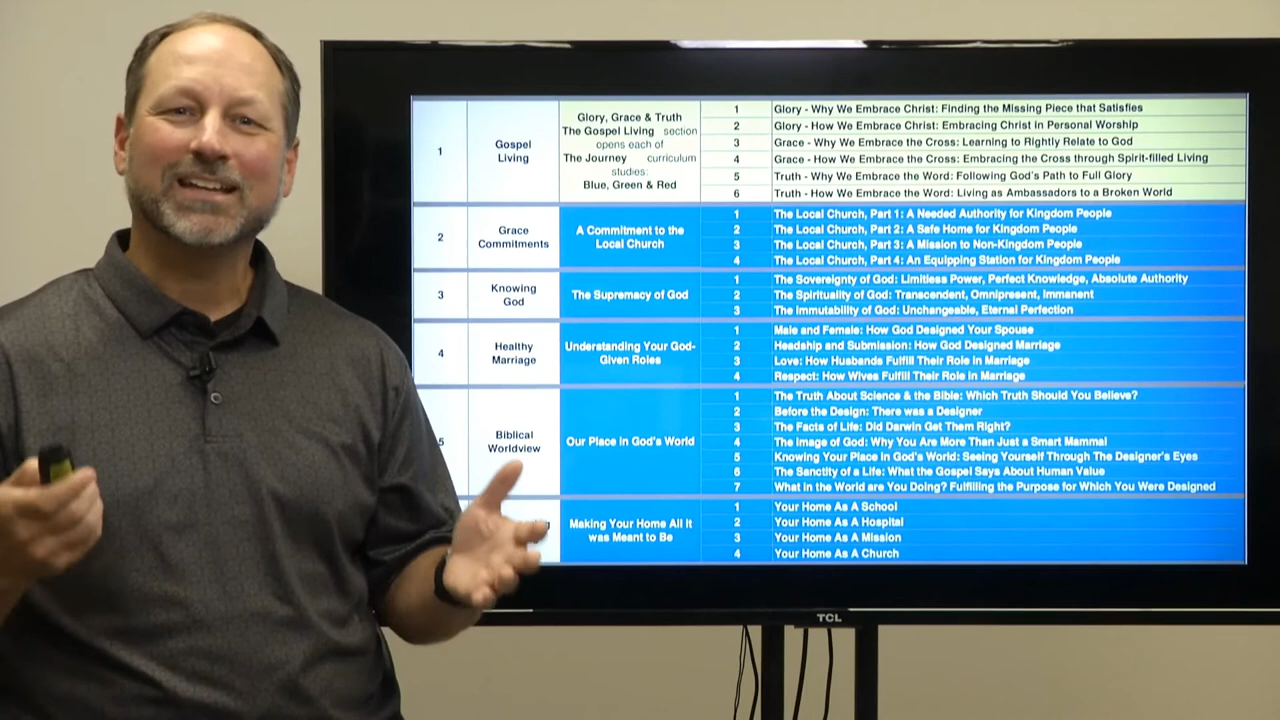 1
Gospel
Living
Glory, Grace & Truth
The Gospel Living section
opens each of
The Journey curriculum
studies:
Blue, Green & Red
1 Glory - Why We Embrace Christ: Finding the Missing Piece that Satisfies
2 Glory - How We Embrace Christ: Embracing Christ in Personal Worship
3 Grace - Why We Embrace the Cross: Learning to Rightly Relate to God
4 Grace - How We Embrace the Cross: Embracing the Cross through Spirit-filled Living
5 Truth - Why We Embrace the Word: Following God's Path to Full Glory
6 Truth - How We Embrace the Word: Living as Ambassadors to a Broken World
2
Grace
Commitments
A Commitment to the
Local Church
1 The Local Church, Part 1: A Needed Authority for Kingdom People
2 The Local Church, Part 2: A Safe Home for Kingdom People
3 The Local Church, Part 3: A Mission to Non-Kingdom People
4 The Local Church, Part 4: An Equipping Station for Kingdom People
3
Knowing
God
The Supremacy of God
1 The Sovereignty of God: Limitless Power, Perfect Knowledge, Absolute Authority
2 The Spirituality of God: Transcendent, Omnipresent, Immanent
3 The Immutability of God: Unchangeable, Eternal Perfection
4
Healthy
Marriage
Understanding Your God-
Given Roles
1 Male and Female: How God Designed Your Spouse
2 Headship and Submission: How God Designed Marriage
3 Love: How Husbands Fulfill Their Role in Marriage
4 Respect: How Wives Fulfill Their Role in Marriage
5
Biblical
Worldview
Our Place in God's World
1 The Truth About Science & the Bible: Which Truth Should You Believe?
2 Before the Design: There was a Designer
3 The Facts of Life: Did Darwin Get Them Right?
4 The Image of God: Why You Are More Than Just a Smart Mammal
5 Knowing Your Place in God's World: Seeing Yourself Through The Designer's Eyes
6 The Sanctity of a Life: What the Gospel Says About Human Value
7 What in the World are You Doing? Fulfilling the Purpose for Which You Were Designed
Making Your Home All It
was Meant to Be
1 Your Home As A School
2 Your Home As A Hospital
3 Your Home As A Mission
4 Your Home As A Church
TCL